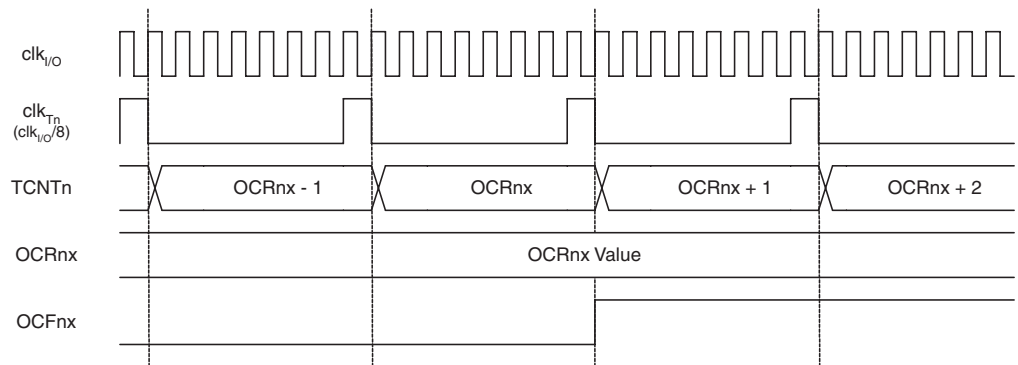 clkI/O
clkTn
(clkI/O/8)
TCNTn OCRnx - 1 OCRnx OCRnx + 1 OCRnx + 2
OCRnx OCRnx Value
OCFnx